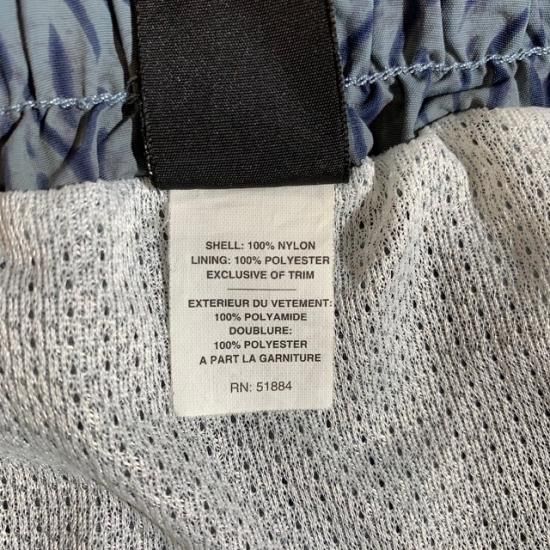 SHELL: 100% NYLON
LINING: 100% POLYESTER
EXCLUSIVE OF TRIM
EXTERIEUR DU VETEMENT:
100% POLYAMIDE
DOUBLURE:
100% POLYESTER
A PART LA GARNITURE
RN: 51884